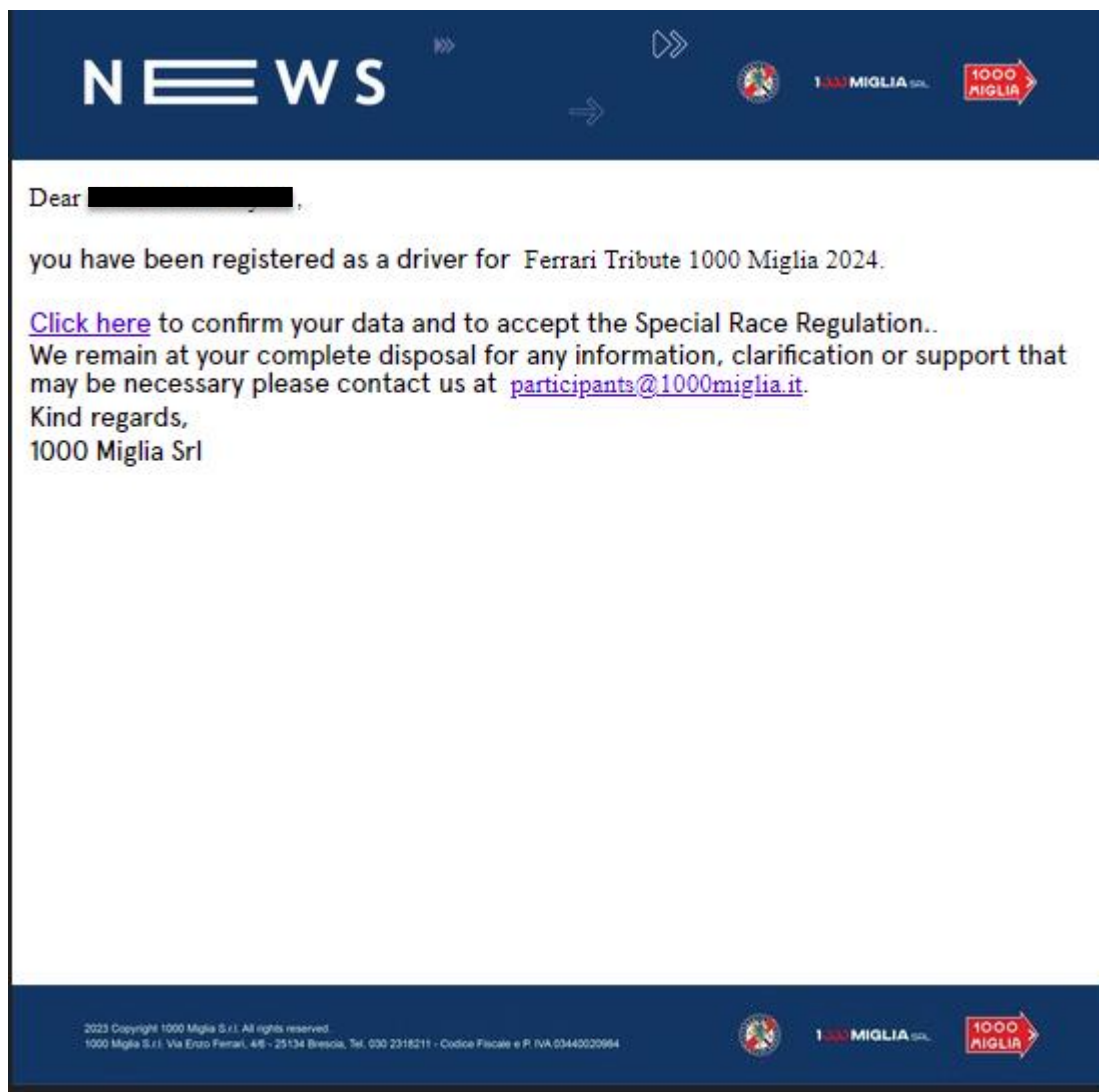 NEWS
1000 MIGLIA SRL
1000
MIGLIA
Dear ,
you have been registered as a driver for Ferrari Tribute 1000 Miglia 2024.
Click here to confirm your data and to accept the Special Race Regulation..
We remain at your complete disposal for any information, clarification or support that
may be necessary please contact us at participants@1000miglia.it.
Kind regards,
1000 Miglia Srl
2023 Copyright 1000 Miglia S.r.l. All rights reserved.
1000 Miglia S.r.l. Via Enzo Ferrari, 4/6 - 25134 Brescia, Tel. 030 2318211 - Codice Fiscale e P. IVA 03440020984
1000 MIGLIA SRL
1000
MIGLIA